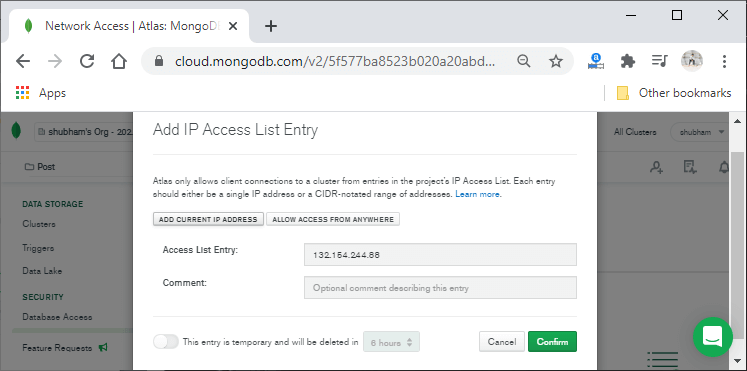 Network Access | Atlas: MongoD
cloud.mongodb.com/v2/5f577ba8523b020a20abd...
Apps
Other bookmarks
Add IP Access List Entry
shubham's Org - 202
All Clusters
shubham
Post
Atlas only allows client connections to a cluster from entries in the project's IP Access List. Each entry
should either be a single IP address or a CIDR-notated range of addresses. Learn more.
DATA STORAGE
ADD CURRENT IP ADDRESS ALLOW ACCESS FROM ANYWHERE
Clusters
Triggers
Access List Entry: 132.154.244.88
Data Lake
Comment: Optional comment describing this entry
SECURITY
Database Access
This entry is temporary and will be deleted in 6 hours Cancel Confirm
Feature Requests